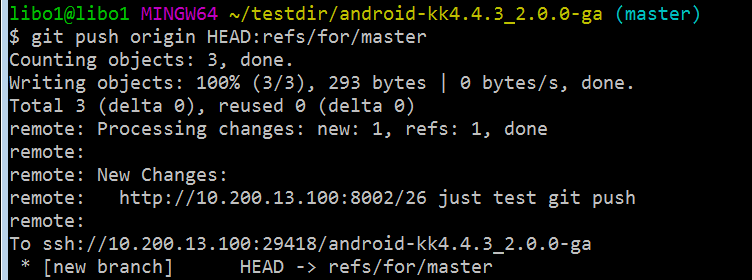 libo1@libo1 MINGW64 ~/testdir/android-kk4.4.3_2.0.0-ga (master)
$ git push origin HEAD:refs/for/master
Counting objects: 3, done.
Writing objects: 100% (3/3), 293 bytes | 0 bytes/s, done.
Total 3 (delta 0), reused 0 (delta 0)
remote: Processing changes: new: 1, refs: 1, done
remote:
remote: New Changes:
remote:   http://10.200.13.100:8002/26 just test git push
remote:
To ssh://10.200.13.100:29418/android-kk4.4.3_2.0.0-ga
 * [new branch]      HEAD -> refs/for/master